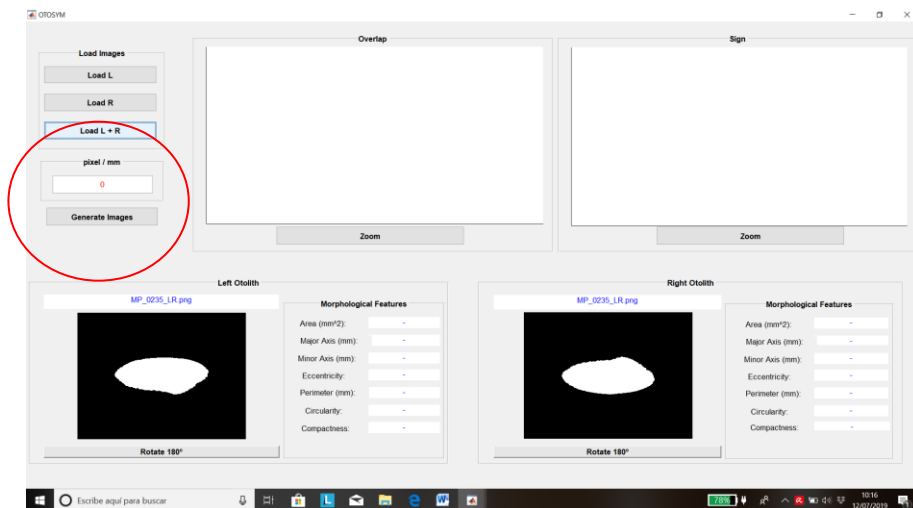 OTOSYM
Load Images
Load L
Load R
Load L + R
pixel / mm
0
Generate Images
Overlap
Zoom
Sign
Zoom
Left Otolith
MP_0235_LR.png
Rotate 180º
Morphological Features
Area (mm^2): -
Major Axis (mm): -
Minor Axis (mm): -
Eccentricity: -
Perimeter (mm): -
Circularity: -
Compactness: -
Right Otolith
MP_0235_LR.png
Rotate 180º
Morphological Features
Area (mm^2): -
Major Axis (mm): -
Minor Axis (mm): -
Eccentricity: -
Perimeter (mm): -
Circularity: -
Compactness: -
Escribe aquí para buscar
78%
10:16
12/07/2019